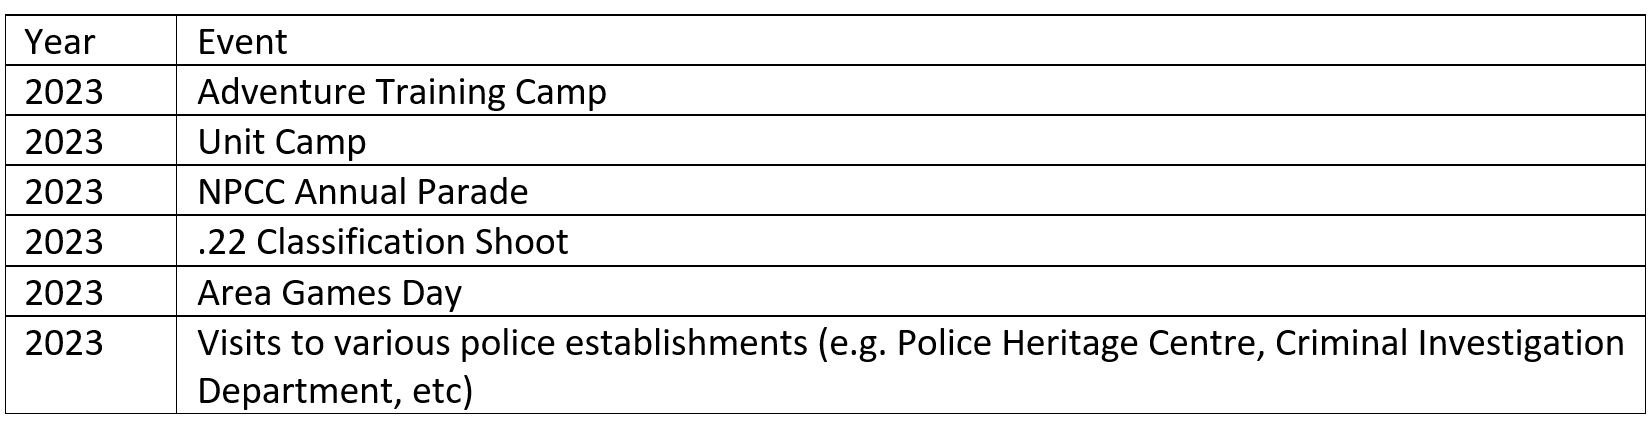 Year Event
2023 Adventure Training Camp
2023 Unit Camp
2023 NPCC Annual Parade
2023 .22 Classification Shoot
2023 Area Games Day
2023 Visits to various police establishments (e.g. Police Heritage Centre, Criminal Investigation
Department, etc)